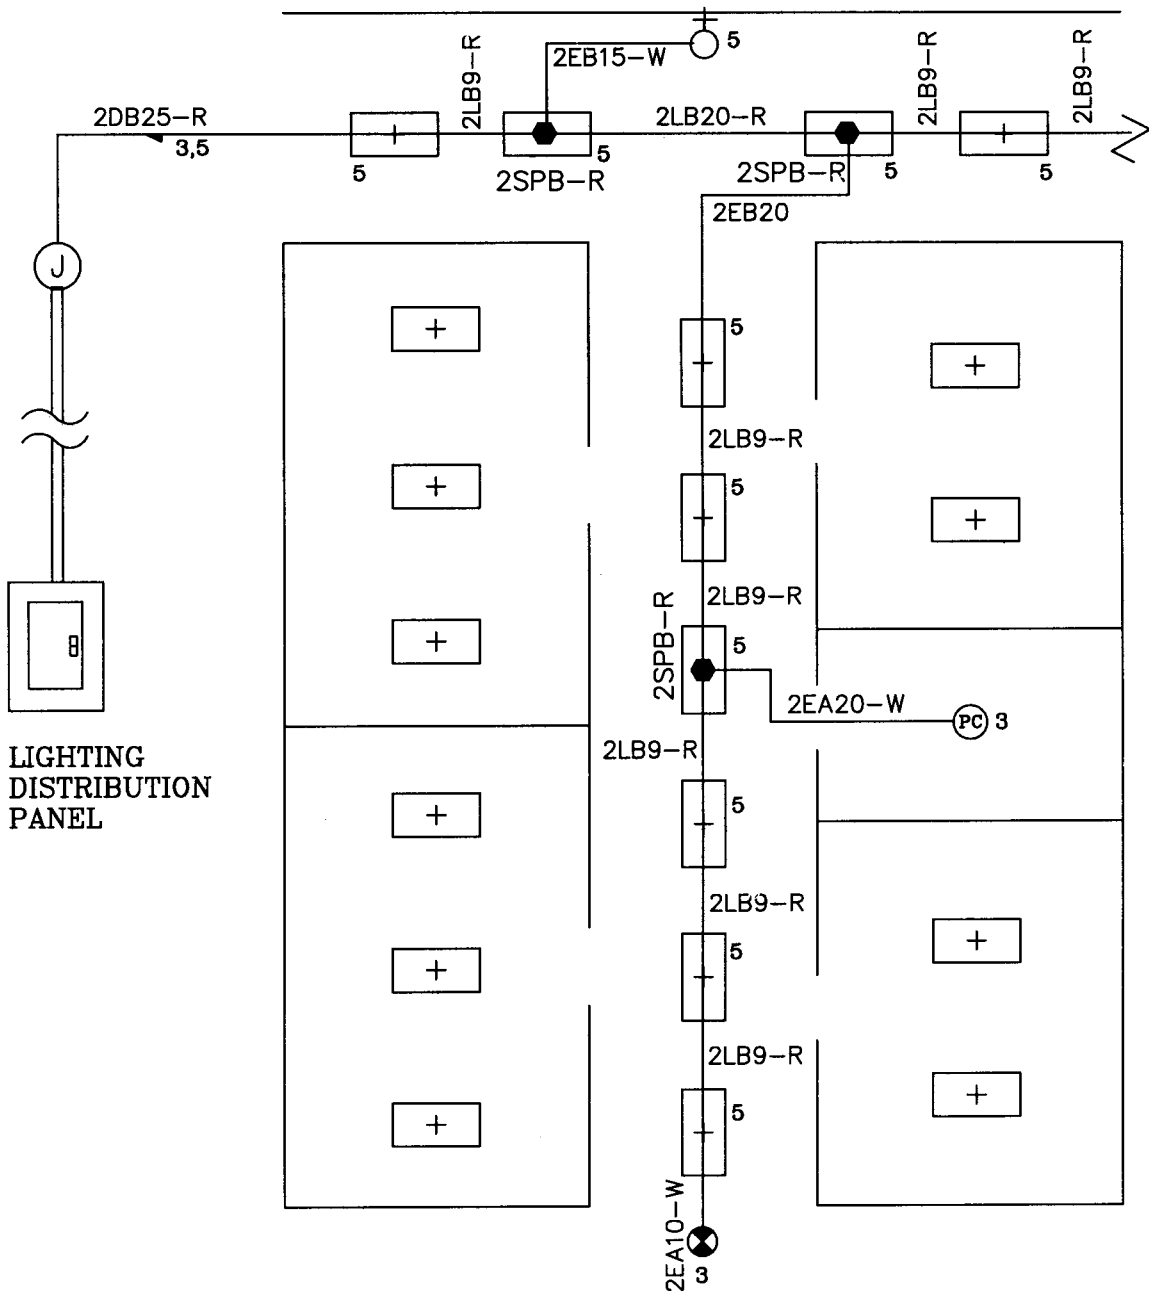 5
2EB15-W
2LB9-R
2LB9-R
2LB9-R
2DB25-R
3,5
2LB20-R
5
5
2SPB-R
2SPB-R
5
5
2EB20
J
5
2LB9-R
5
2LB9-R
2SPB-R
5
2EA20-W
PC
3
2LB9-R
LIGHTING
DISTRIBUTION
PANEL
5
2LB9-R
5
2LB9-R
5
2EA10-W
3